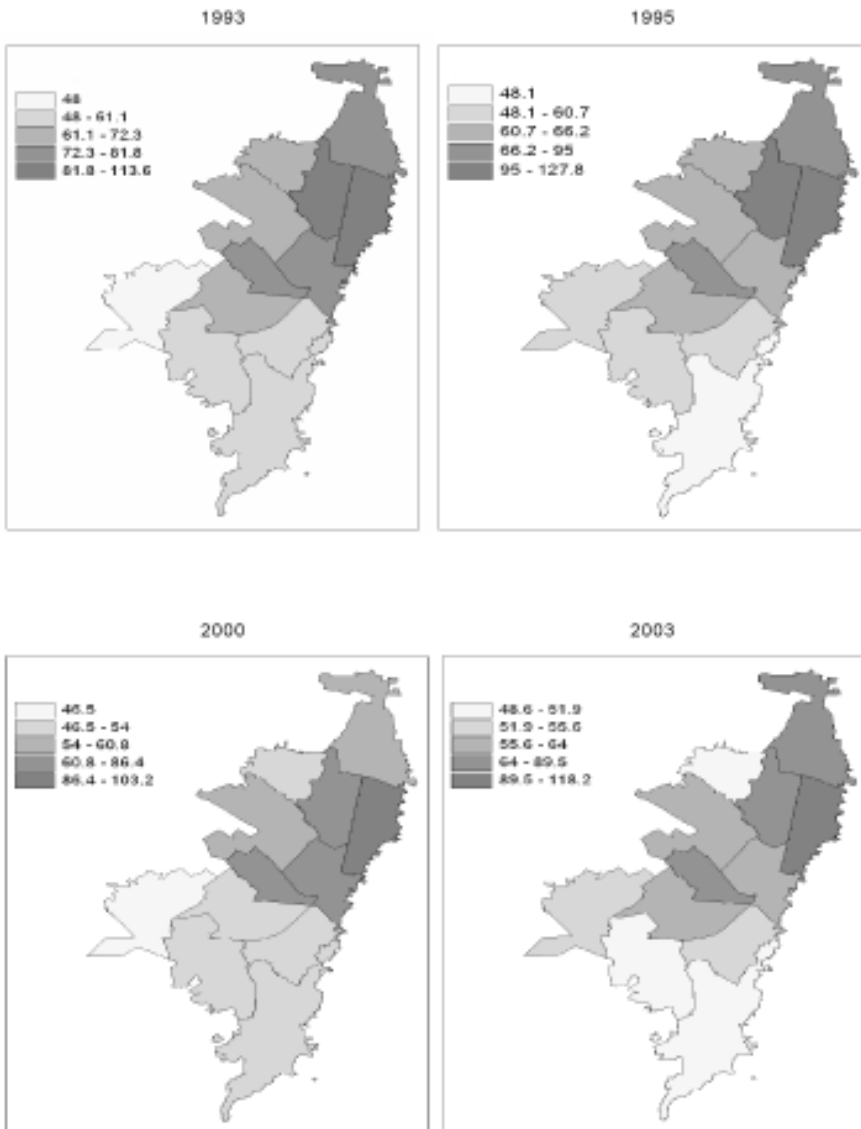 1993
48
48 - 61.1
61.1 - 72.3
72.3 - 81.8
81.8 - 113.6
1995
48.1
48.1 - 60.7
60.7 - 66.2
66.2 - 95
95 - 127.8
2000
46.5
46.5 - 54
54 - 60.8
60.8 - 86.4
86.4 - 103.2
2003
48.6 - 51.9
51.9 - 55.6
55.6 - 64
64 - 89.5
89.5 - 118.2